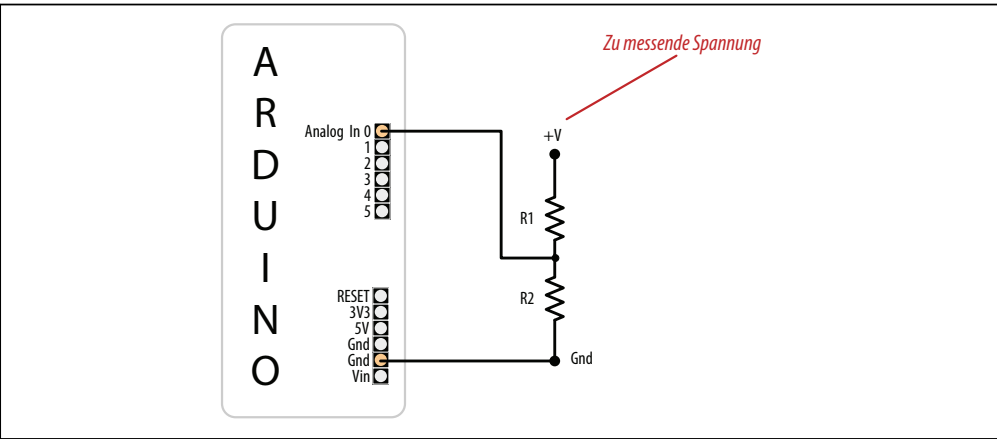 ARDUINO
Zu messende Spannung
+V
Analog In 0
1
2
3
4
5
R1
R2
RESET
3V3
5V
Gnd
Gnd
Vin
Gnd